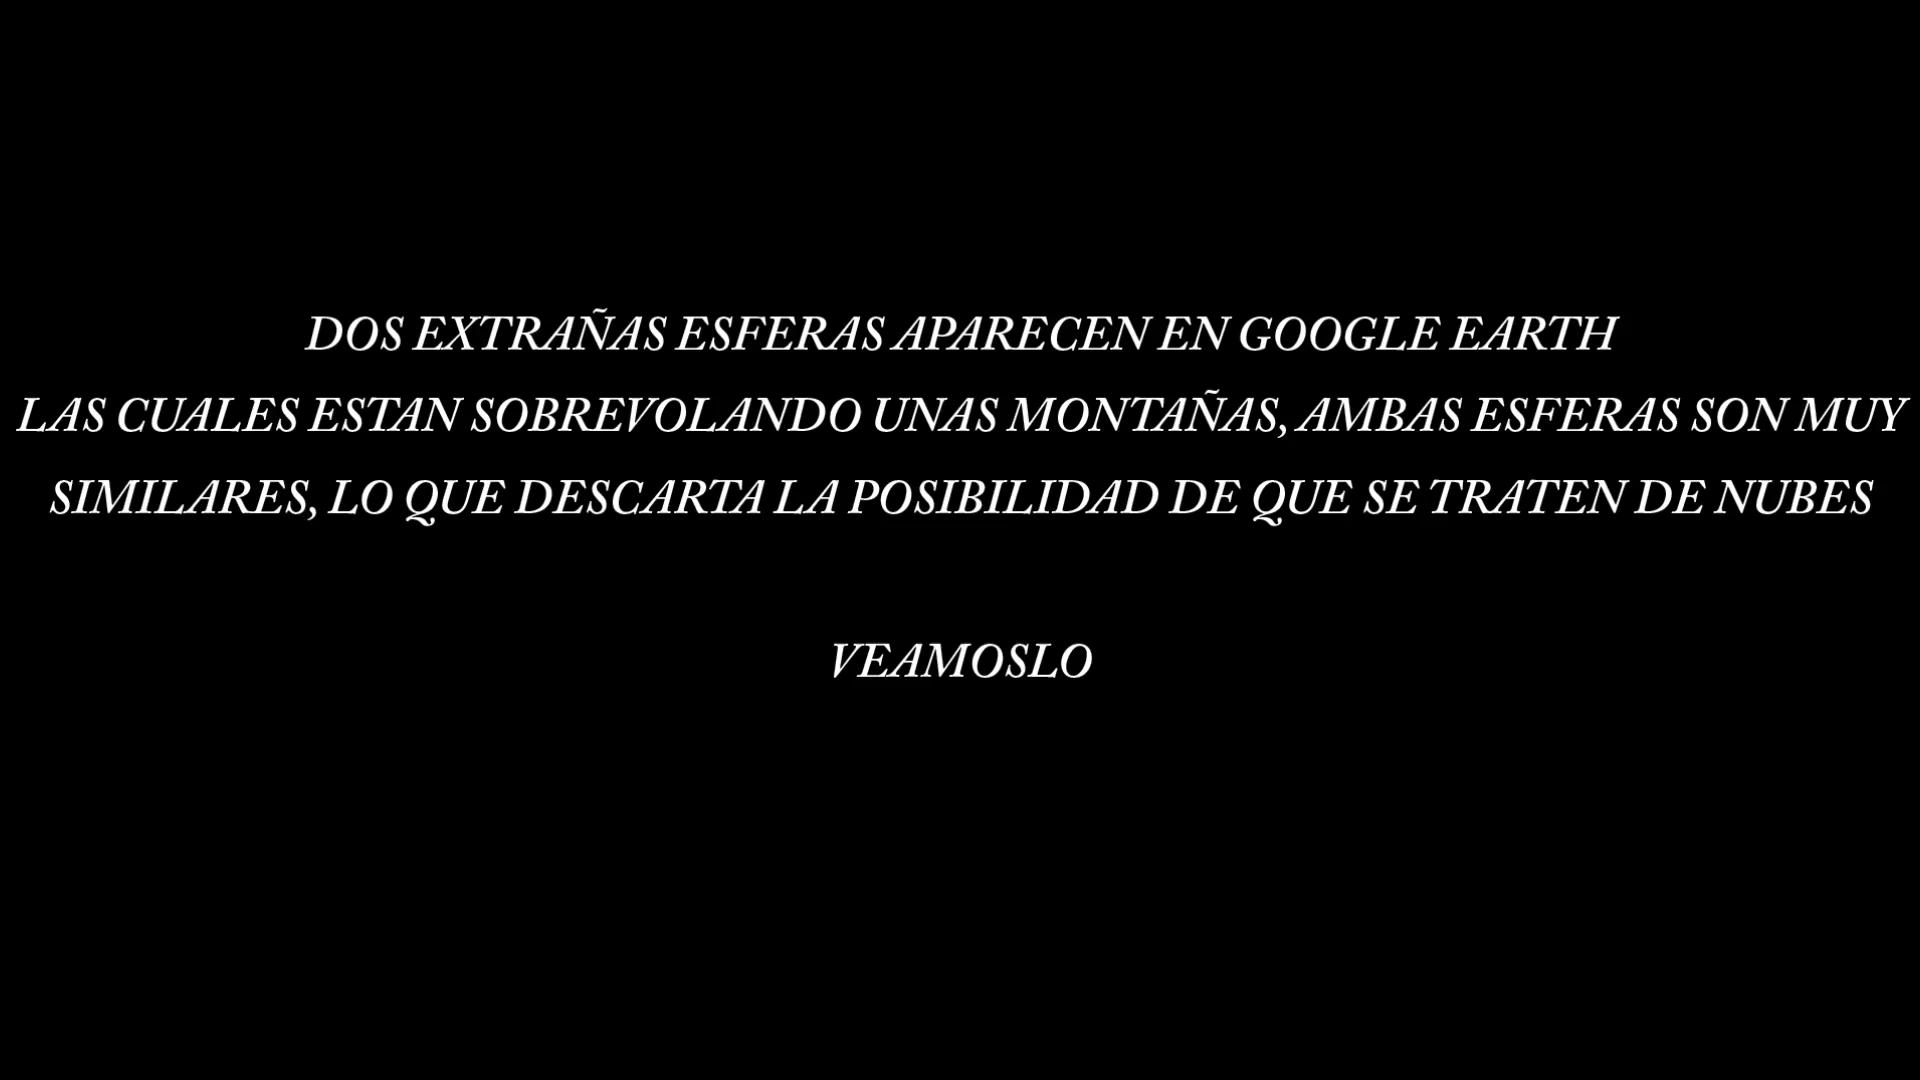 DOS EXTRAÑAS ESFERAS APARECEN EN GOOGLE EARTH
LAS CUALES ESTAN SOBREVOLANDO UNAS MONTAÑAS, AMBAS ESFERAS SON MUY
SIMILARES, LO QUE DESCARTA LA POSIBILIDAD DE QUE SE TRATEN DE NUBES
VEAMOSLO